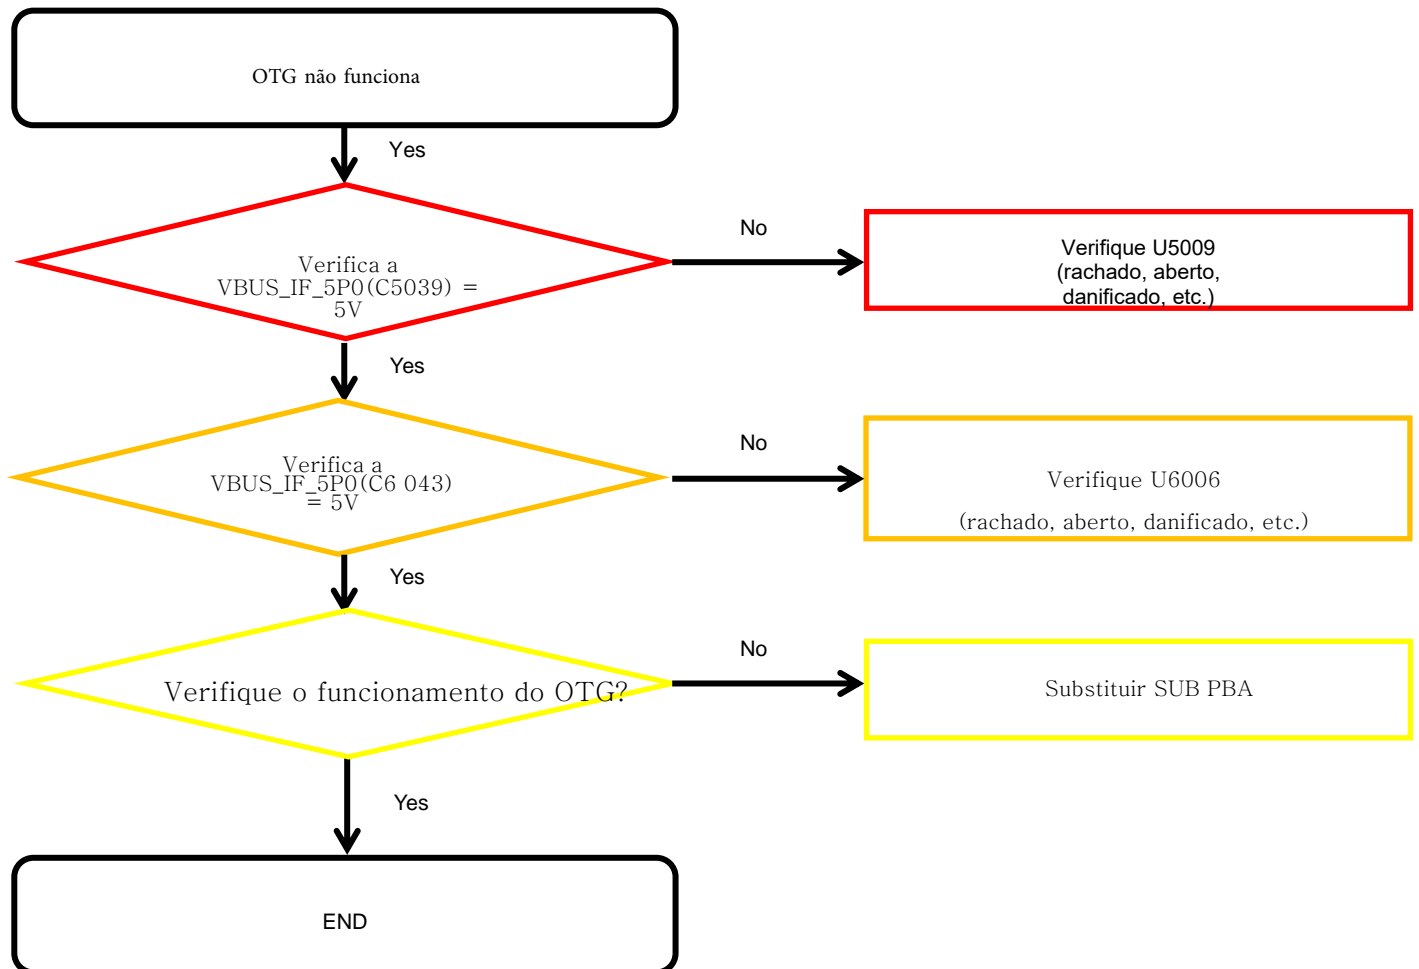 OTG não funciona
Yes
Verifica a
VBUS_IF_5P0(C5039) =
5V
No
Verifique U5009
(rachado, aberto,
danificado, etc.)
Yes
Verifica a
VBUS_IF_5P0(C6 043)
= 5V
No
Verifique U6006
(rachado, aberto, danificado, etc.)
Yes
Verifique o funcionamento do OTG?
No
Substituir SUB PBA
Yes
END